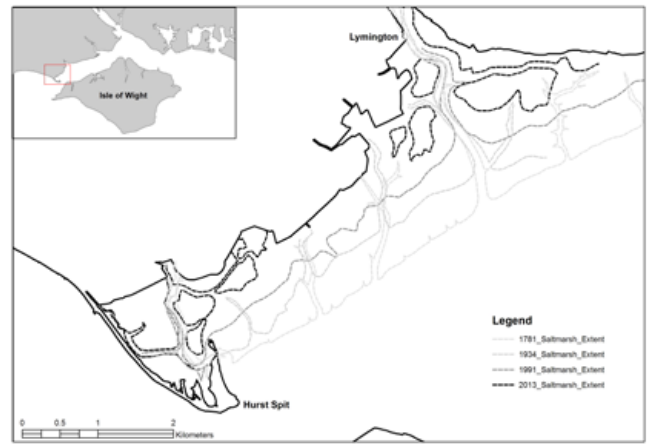 Lymington
Isle of Wight
Legend
1781_Saltmarsh_Extent
1934_Saltmarsh_Extent
1991_Saltmarsh_Extent
2013_Saltmarsh_Extent
Hurst Spit
0 0.5 1 2
Kilometers